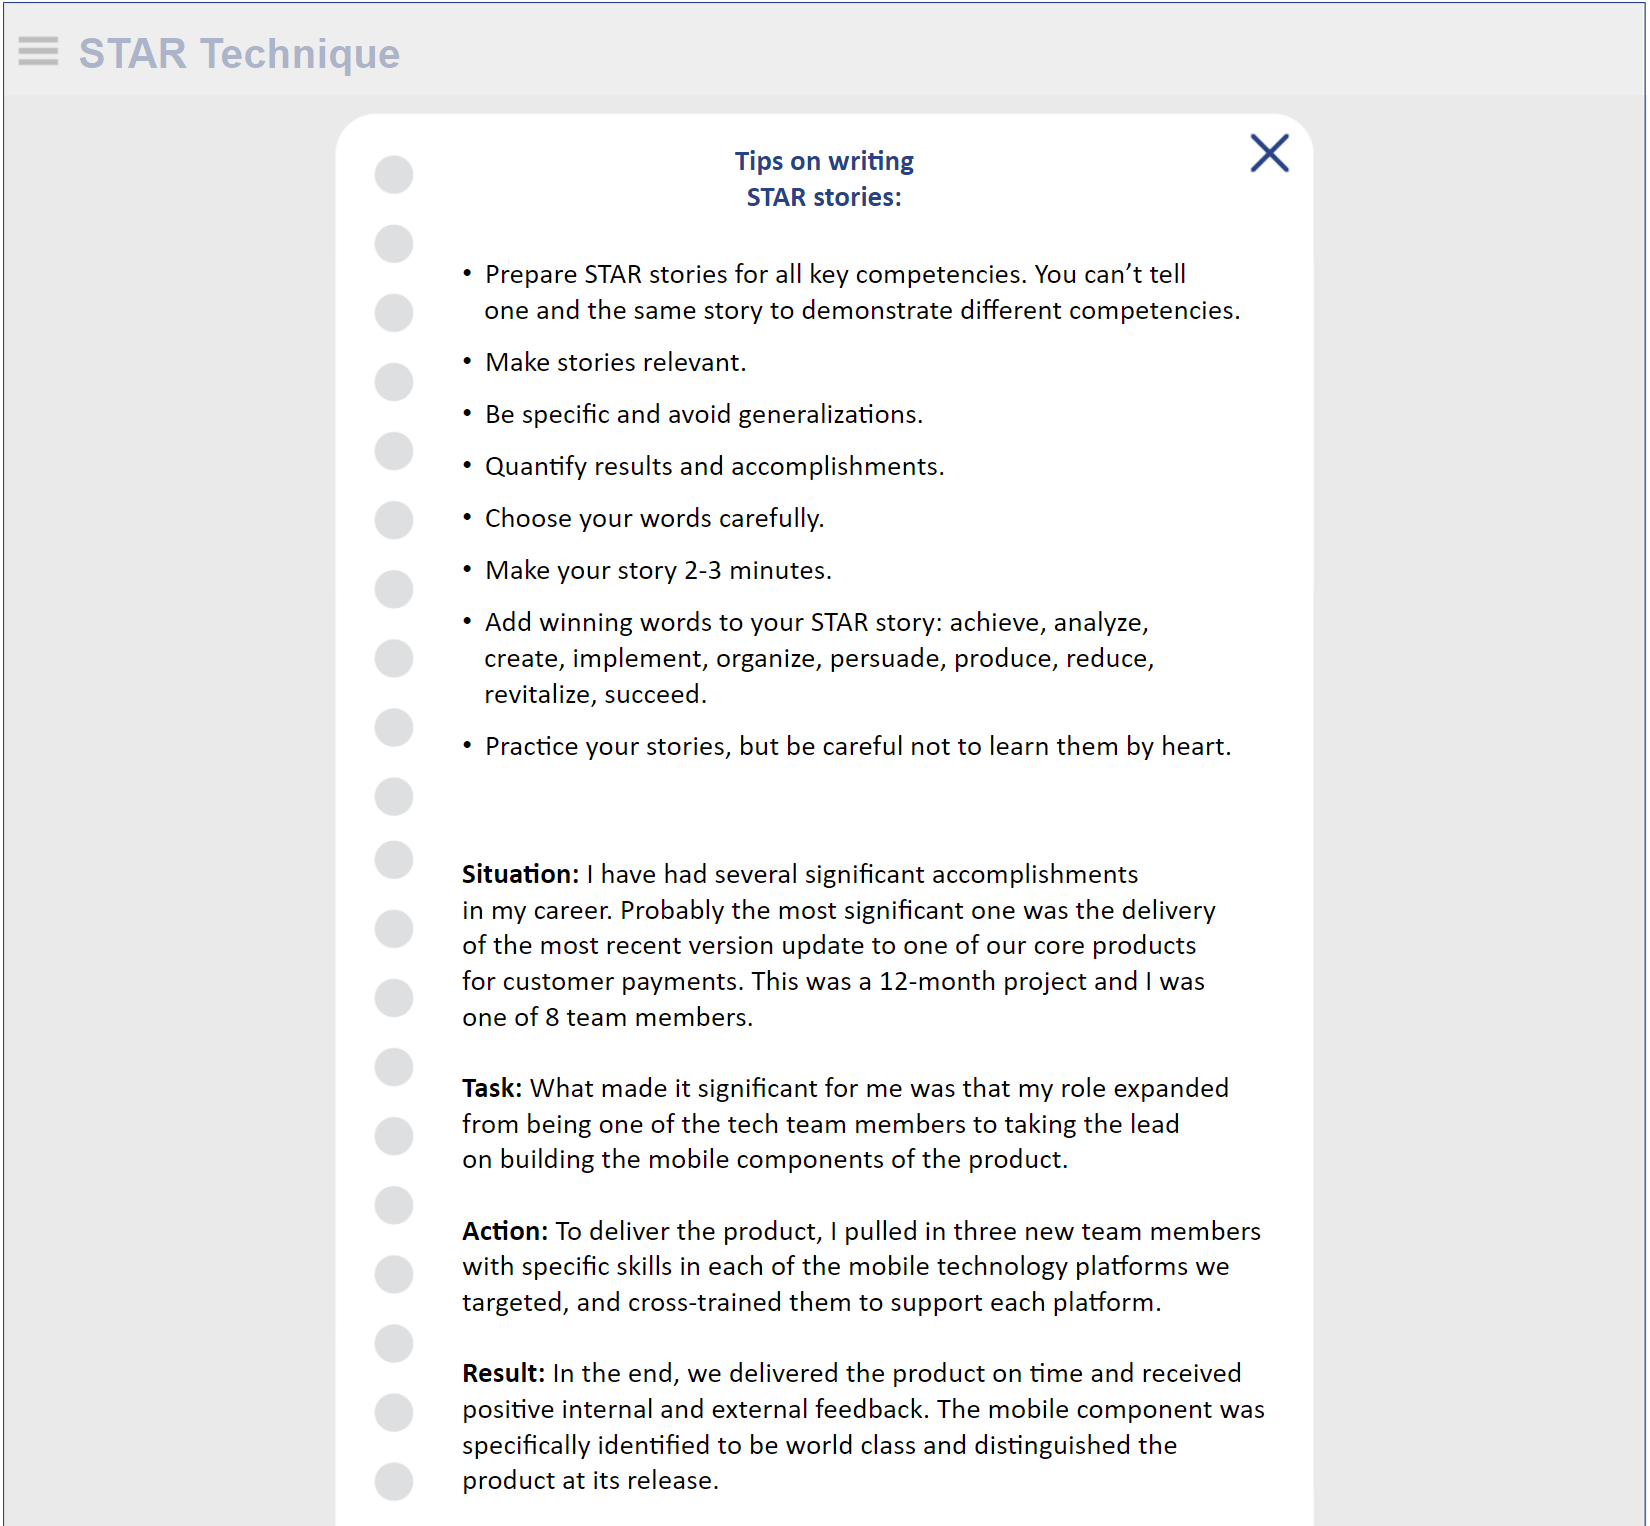 STAR Technique
Tips on writing
STAR stories:
• Prepare STAR stories for all key competencies. You can’t tell
one and the same story to demonstrate different competencies.
• Make stories relevant.
• Be specific and avoid generalizations.
• Quantify results and accomplishments.
• Choose your words carefully.
• Make your story 2-3 minutes.
• Add winning words to your STAR story: achieve, analyze,
create, implement, organize, persuade, produce, reduce,
revitalize, succeed.
• Practice your stories, but be careful not to learn them by heart.
Situation: I have had several significant accomplishments
in my career. Probably the most significant one was the delivery
of the most recent version update to one of our core products
for customer payments. This was a 12-month project and I was
one of 8 team members.
Task: What made it significant for me was that my role expanded
from being one of the tech team members to taking the lead
on building the mobile components of the product.
Action: To deliver the product, I pulled in three new team members
with specific skills in each of the mobile technology platforms we
targeted, and cross-trained them to support each platform.
Result: In the end, we delivered the product on time and received
positive internal and external feedback. The mobile component was
specifically identified to be world class and distinguished the
product at its release.